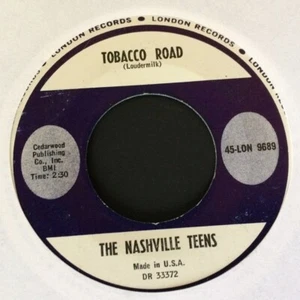 LONDON RECORDS
LONDON RECORDS
LONDON RECORDS
TOBACCO ROAD
(Loudermilk)
Cedarwood
Publishing
Co., Inc.
BMI
Time: 2:30
45-LON 9689
THE NASHVILLE TEENS
Made in U.S.A.
DR 33372